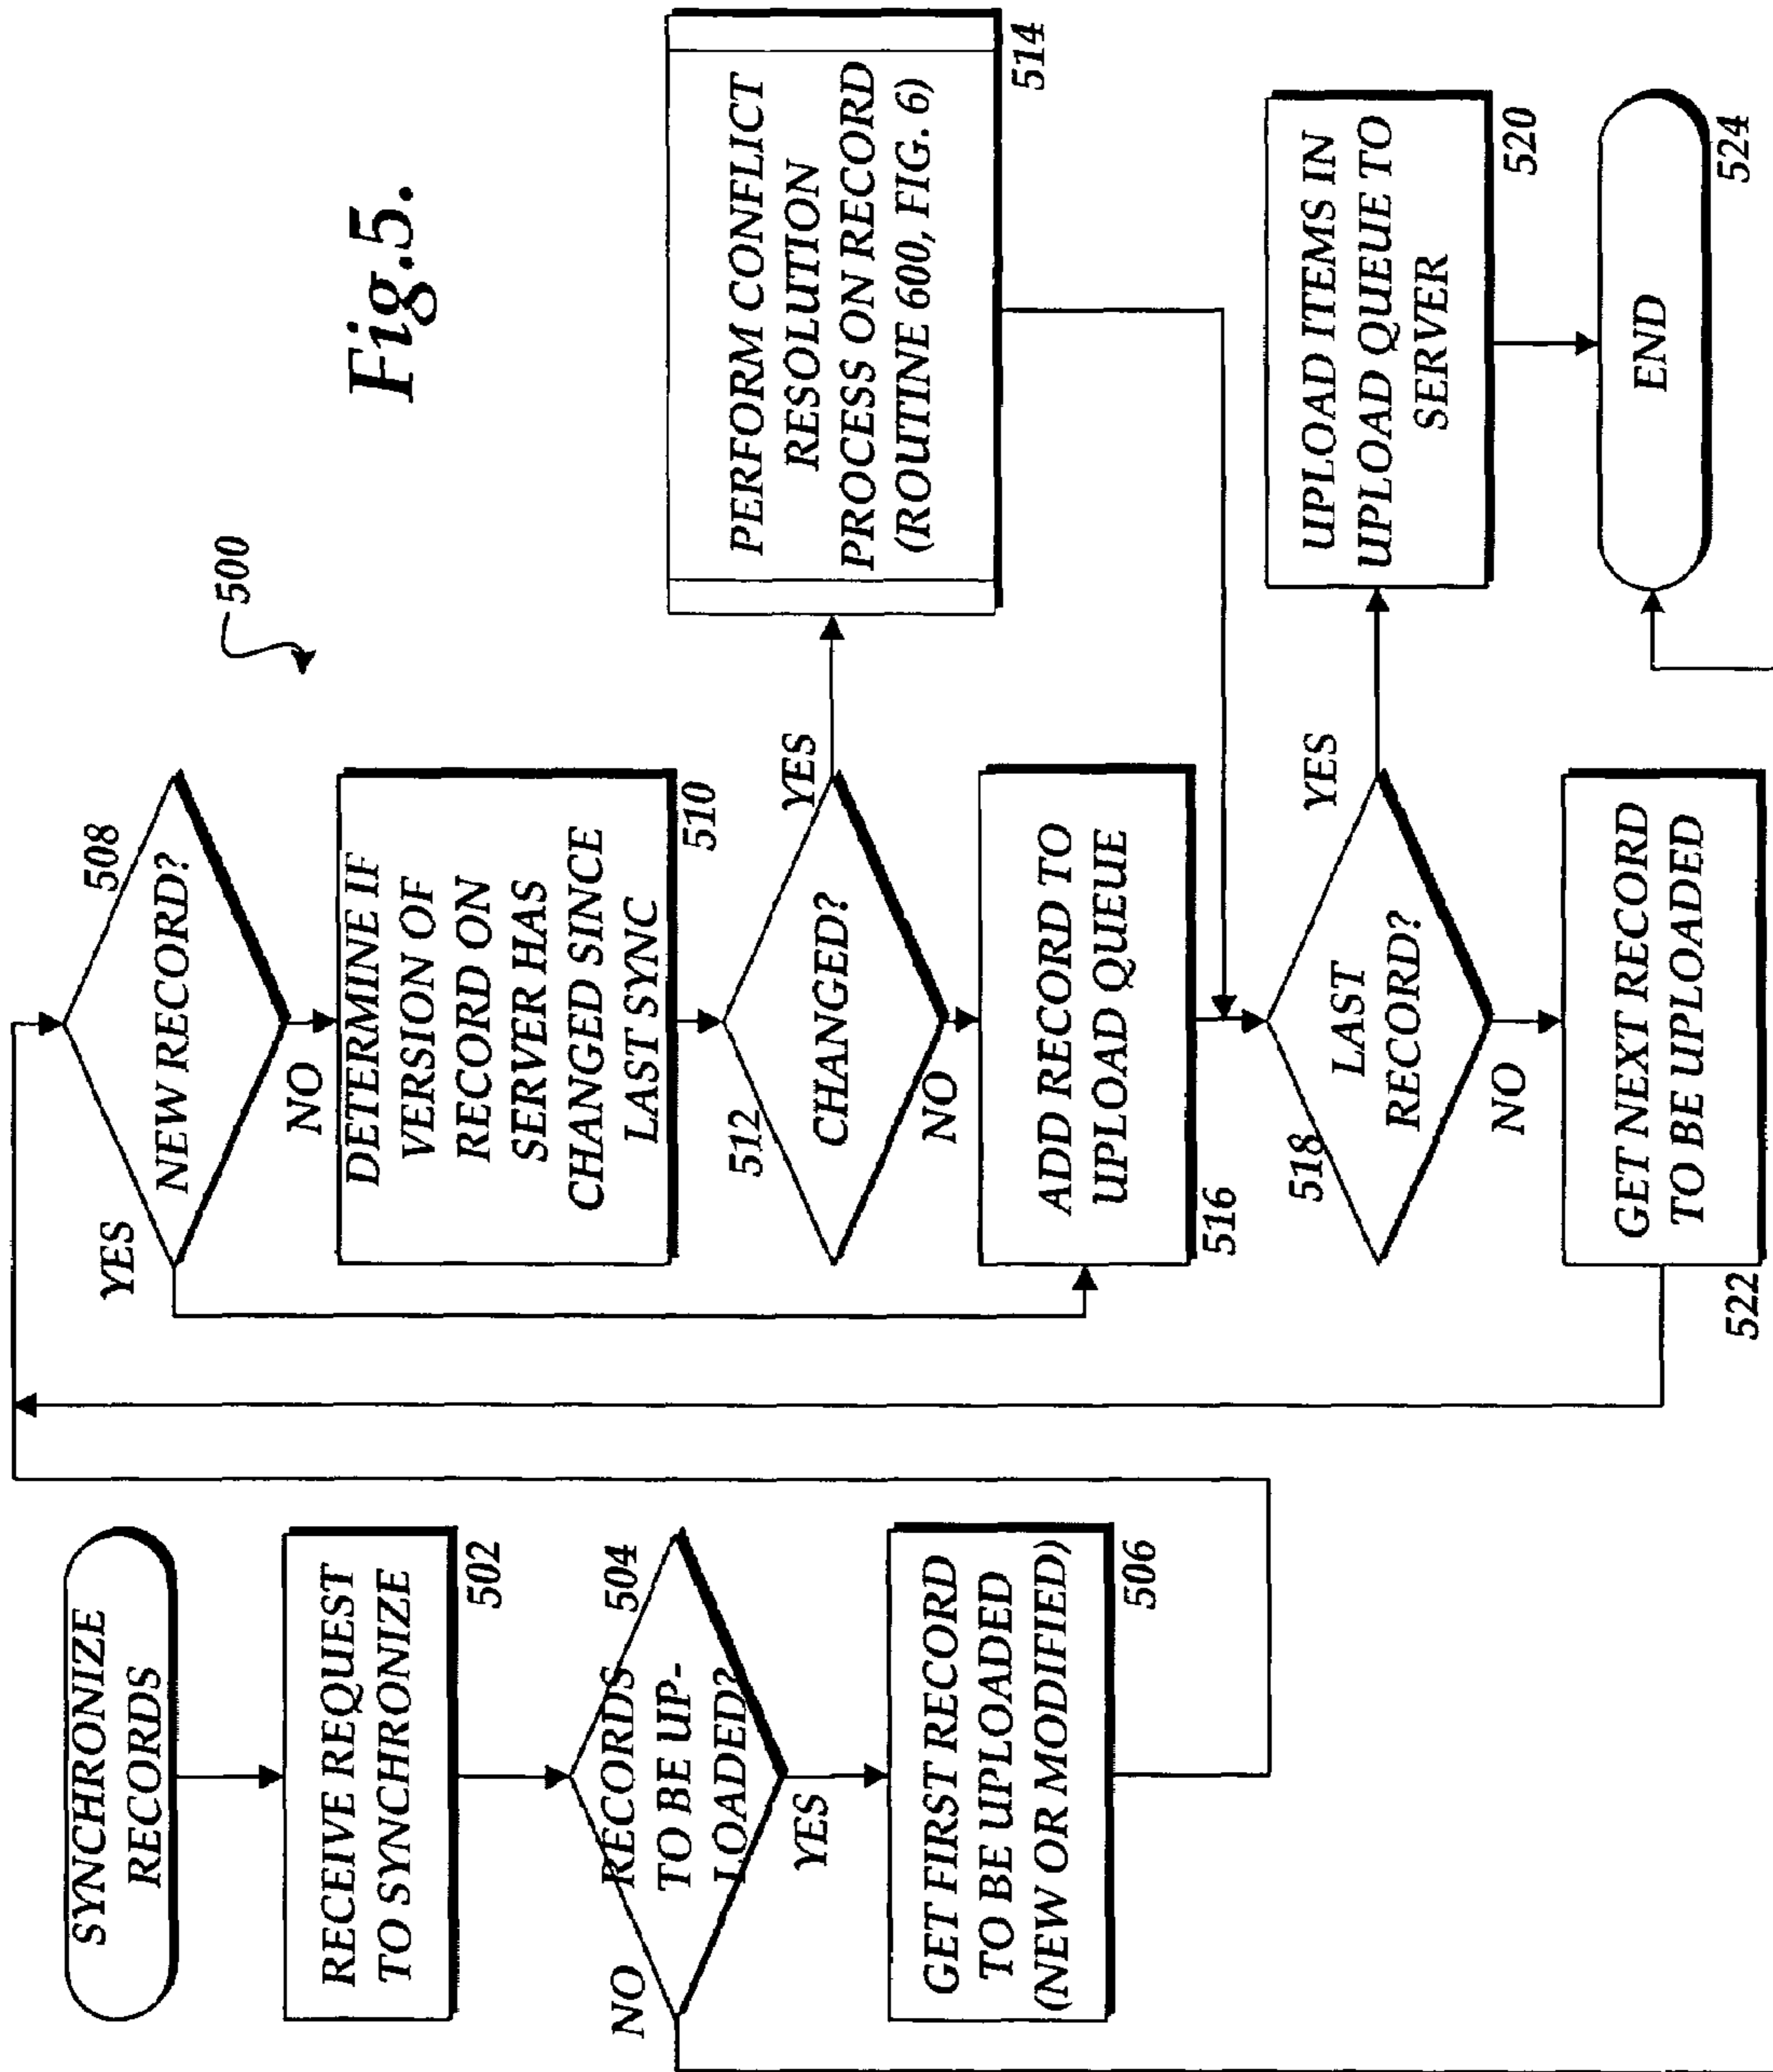 Fig.5.
500
SYNCHRONIZE
RECORDS
RECEIVE REQUEST
TO SYNCHRONIZE
502
504
RECORDS
TO BE UP-
LOADED?
NO
YES
GET FIRST RECORD
TO BE UPLOADED
(NEW OR MODIFIED)
506
508
NEW RECORD?
YES
NO
DETERMINE IF
VERSION OF
RECORD ON
SERVER HAS
CHANGED SINCE
LAST SYNC
510
512
CHANGED?
YES
NO
PERFORM CONFLICT
RESOLUTION
PROCESS ON RECORD
(ROUTINE 600, FIG. 6)
514
ADD RECORD TO
UPLOAD QUEUE
516
518
LAST
RECORD?
YES
NO
UPLOAD ITEMS IN
UPLOAD QUEUE TO
SERVER
520
GET NEXT RECORD
TO BE UPLOADED
522
END
524